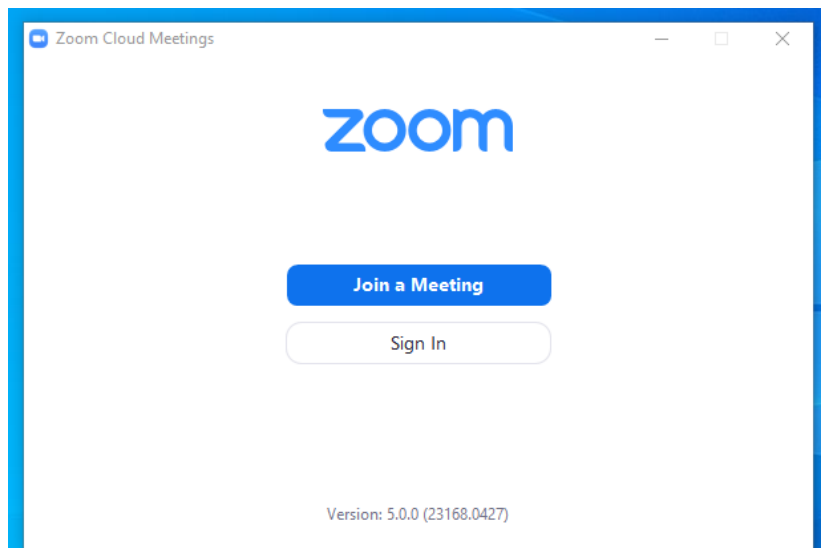 Zoom Cloud Meetings
zoom
Join a Meeting
Sign In
Version: 5.0.0 (23168.0427)